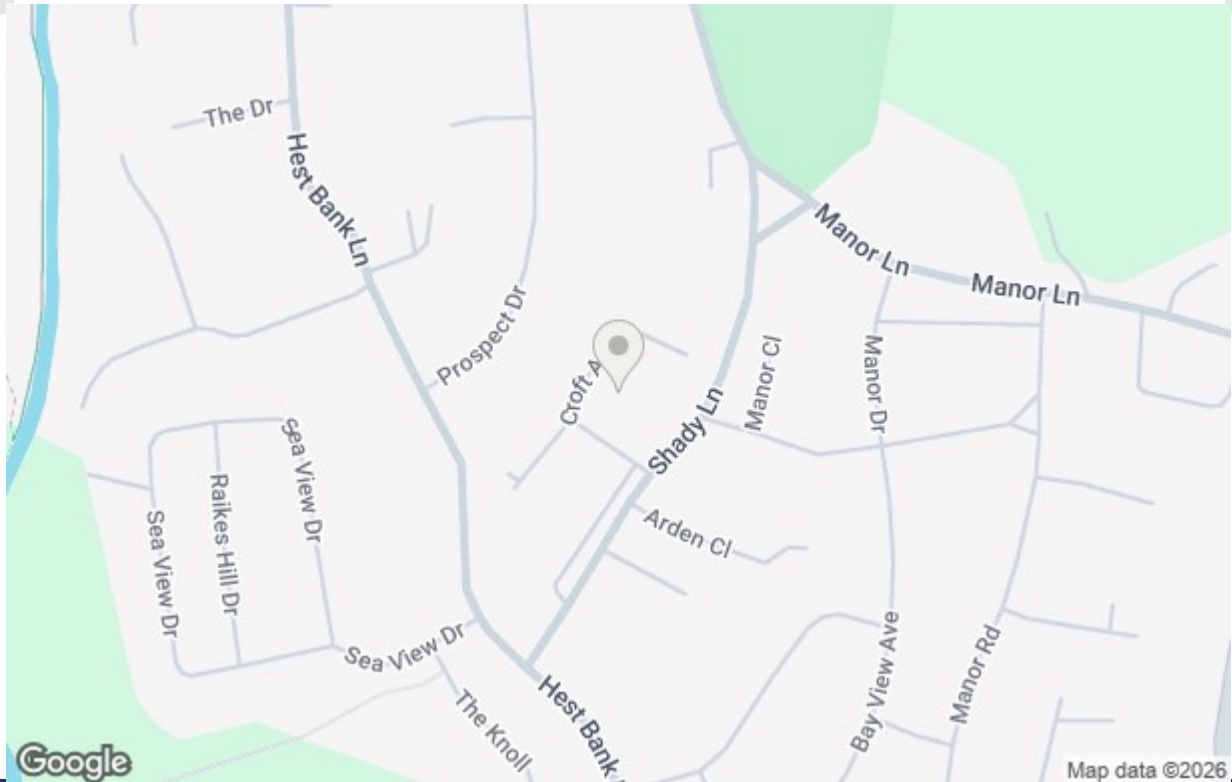 The Dr
Hest Bank Ln
Manor Ln
Manor Ln
Prospect Dr
Croft A
Manor Cl
Manor Dr
Shady Ln
Sea View Dr
Raikes Hill Dr
Sea View Dr
Arden Cl
Sea View Dr
Bay View Ave
Manor Rd
The Knoll
Hest Bank
Google
Map data ©2026